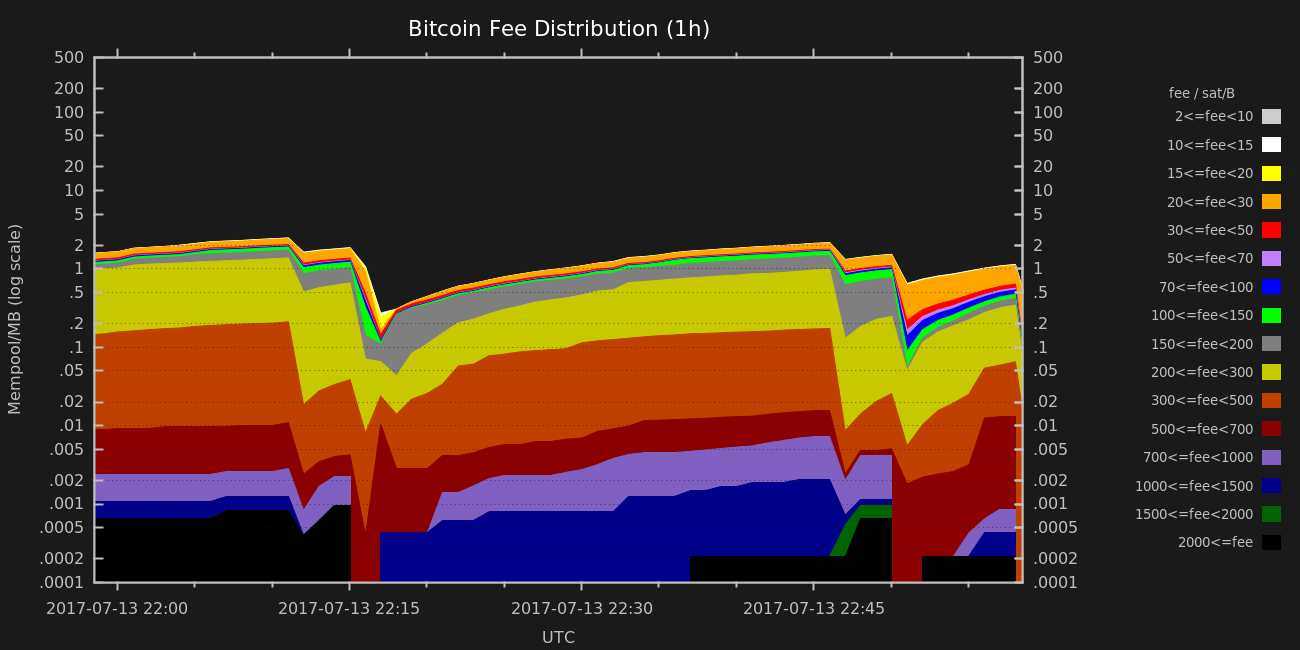 Bitcoin Fee Distribution (1h)
500 500
200 200
100 100
50 50
20 20
10 10
5 5
2 2
1 1
.5 .5
.2 .2
.1 .1
.05 .05
.02 .02
.01 .01
.005 .005
.002 .002
.001 .001
.0005 .0005
.0002 .0002
.0001 .0001
Mempool/MB (log scale)
2017-07-13 22:00 2017-07-13 22:15 2017-07-13 22:30 2017-07-13 22:45
UTC
fee / sat/B
2<=fee<10
10<=fee<15
15<=fee<20
20<=fee<30
30<=fee<50
50<=fee<70
70<=fee<100
100<=fee<150
150<=fee<200
200<=fee<300
300<=fee<500
500<=fee<700
700<=fee<1000
1000<=fee<1500
1500<=fee<2000
2000<=fee